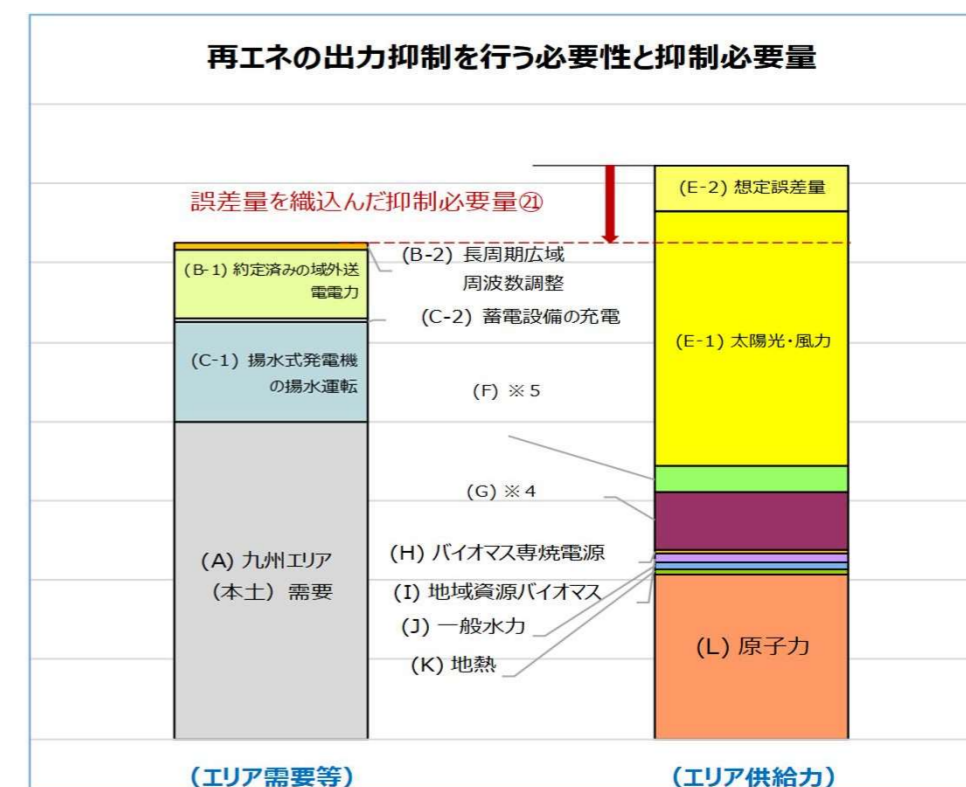 再エネの出力抑制を行う必要性と抑制必要量
(E-2) 想定誤差量
誤差量を織込んだ抑制必要量㉑
(B-2) 長周期広域
周波数調整
(B-1) 約定済みの域外送
電電力
(C-2) 蓄電設備の充電
(E-1) 太陽光・風力
(C-1) 揚水式発電機
の揚水運転
(F) ※5
(G) ※4
(H) バイオマス専焼電源
(A) 九州エリア
(本土) 需要
(I) 地域資源バイオマス
(J) 一般水力
(L) 原子力
(K) 地熱
(エリア需要等)
(エリア供給力)